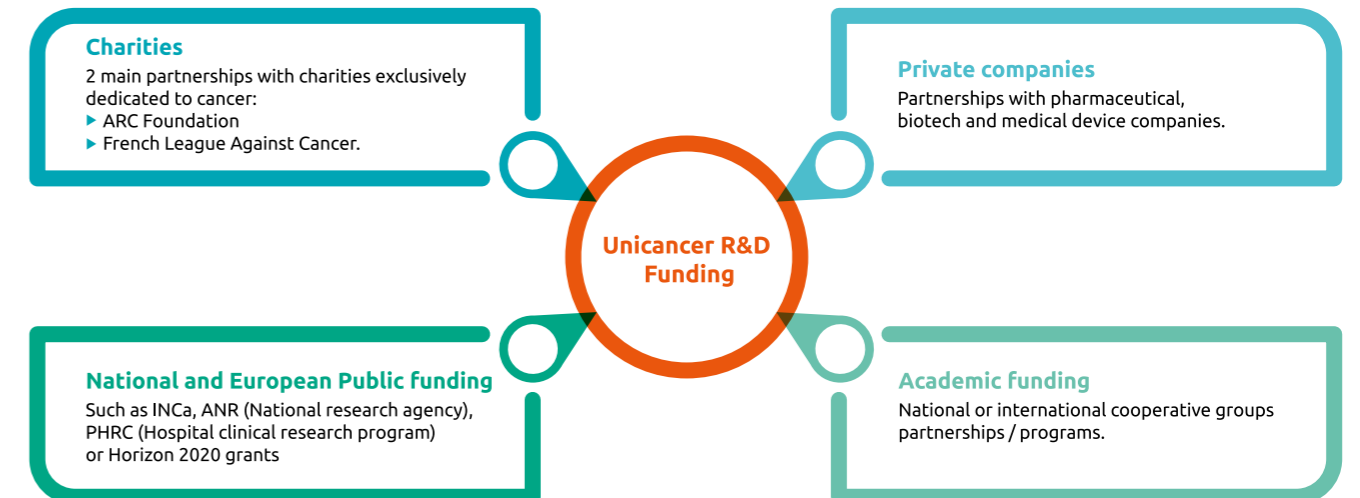 Charities
2 main partnerships with charities exclusively
dedicated to cancer:
▶ ARC Foundation
▶ French League Against Cancer.
Private companies
Partnerships with pharmaceutical,
biotech and medical device companies.
Unicancer R&D
Funding
National and European Public funding
Such as INCa, ANR (National research agency),
PHRC (Hospital clinical research program)
or Horizon 2020 grants
Academic funding
National or international cooperative groups
partnerships / programs.